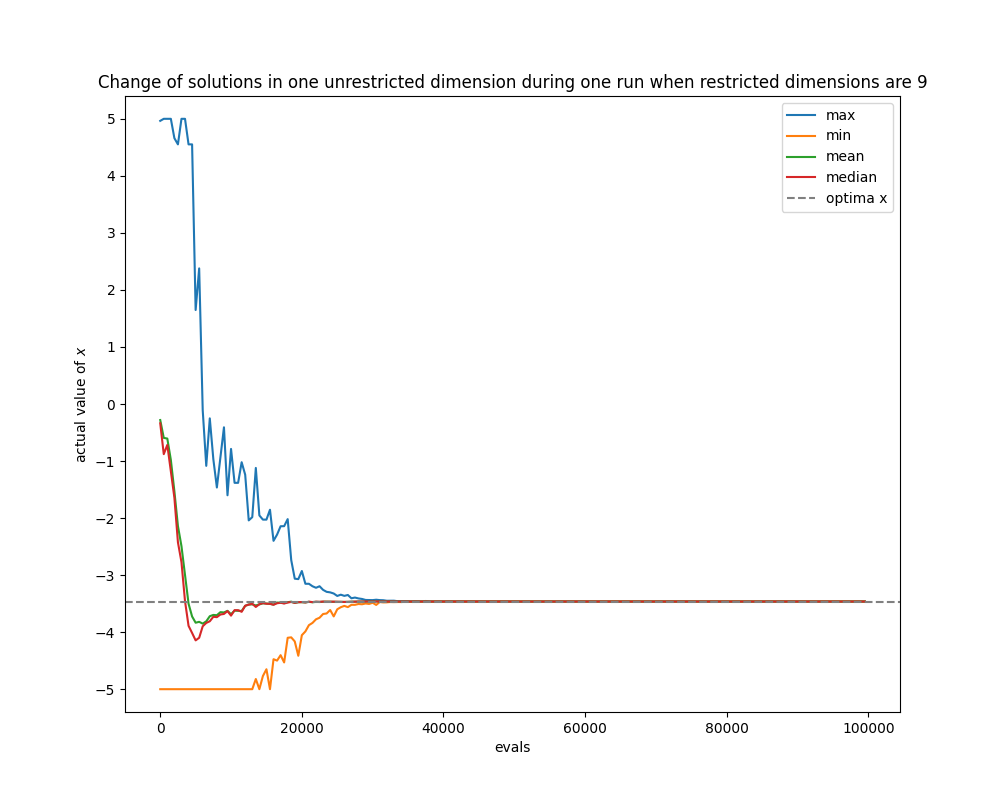 Change of solutions in one unrestricted dimension during one run when restricted dimensions are 9
max
min
mean
median
optima x
5
4
3
2
1
0
−1
−2
−3
−4
−5
actual value of x
0 20000 40000 60000 80000 100000
evals